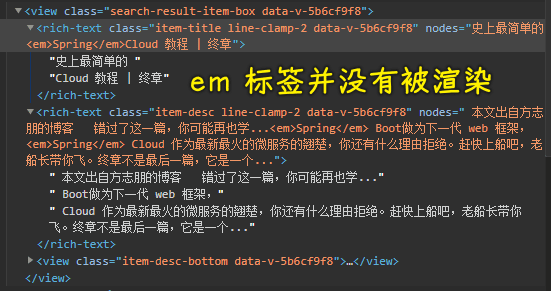 <view class="search-result-item-box data-v-5b6cf9f8">
<rich-text class="item-title line-clamp-2 data-v-5b6cf9f8" nodes="史上最简单的
<em>Spring</em>Cloud 教程 | 终章">
"史上最简单的 "
"Cloud 教程 | 终章"
</rich-text>
em 标签并没有被渲染
<rich-text class="item-desc line-clamp-2 data-v-5b6cf9f8" nodes=" 本文出自方志
朋的博客 错过了这一篇，你可能再也学...<em>Spring</em> Boot做为下一代 web 框架，
<em>Spring</em> Cloud 作为最新最火的微服务的翘楚，你还有什么理由拒绝。赶快上船吧，老
船长带你飞。终章不是最后一篇，它是一个...">
" 本文出自方志朋的博客 错过了这一篇，你可能再也学..."
" Boot做为下一代 web 框架，"
" Cloud 作为最新最火的微服务的翘楚，你还有什么理由拒绝。赶快上船吧，老船长带你
飞。终章不是最后一篇，它是一个..."
</rich-text>
<view class="item-desc-bottom data-v-5b6cf9f8">…</view>
</view>